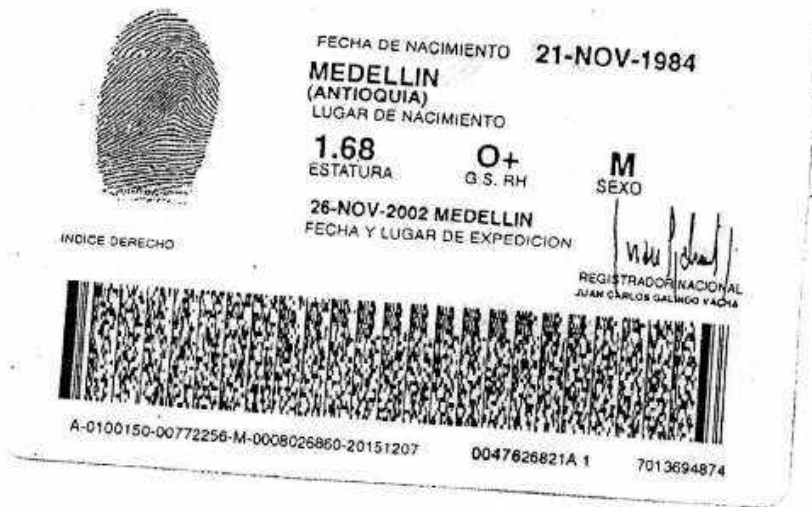 FECHA DE NACIMIENTO 21-NOV-1984
MEDELLIN
(ANTIOQUIA)
LUGAR DE NACIMIENTO
1.68 O+ M
ESTATURA G.S. RH SEXO
26-NOV-2002 MEDELLIN
FECHA Y LUGAR DE EXPEDICION
INDICE DERECHO
REGISTRADOR NACIONAL
JUAN CARLOS GALINDO VACHA
A-0100150-00772256-M-0008026860-20151207 0047626821A 1 7013694874